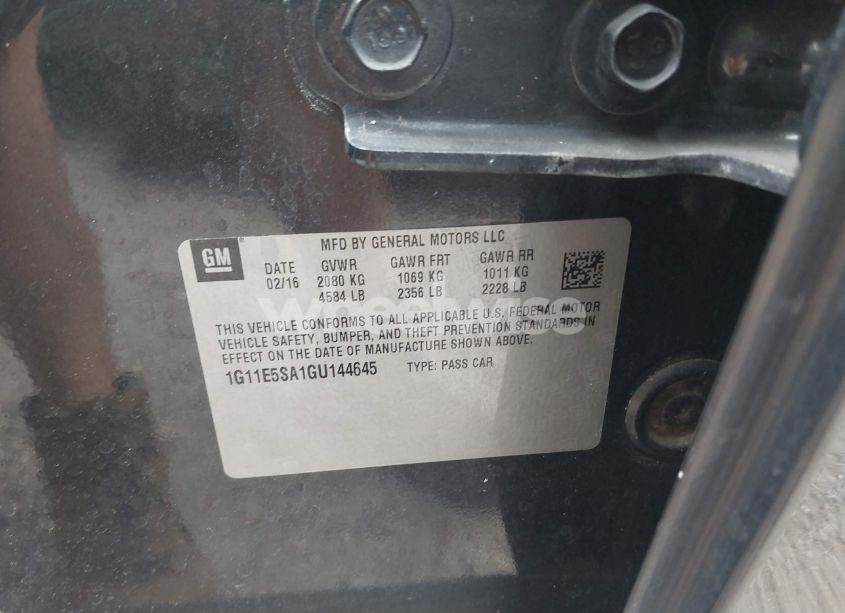 GM
MFD BY GENERAL MOTORS LLC
DATE GVWR GAWR FRT GAWR RR
02/16 2080 KG 1069 KG 1011 KG
4584 LB 2356 LB 2228 LB
THIS VEHICLE CONFORMS TO ALL APPLICABLE U.S. FEDERAL MOTOR
VEHICLE SAFETY, BUMPER, AND THEFT PREVENTION STANDARDS IN
EFFECT ON THE DATE OF MANUFACTURE SHOWN ABOVE.
1G11E5SA1GU144645 TYPE: PASS CAR